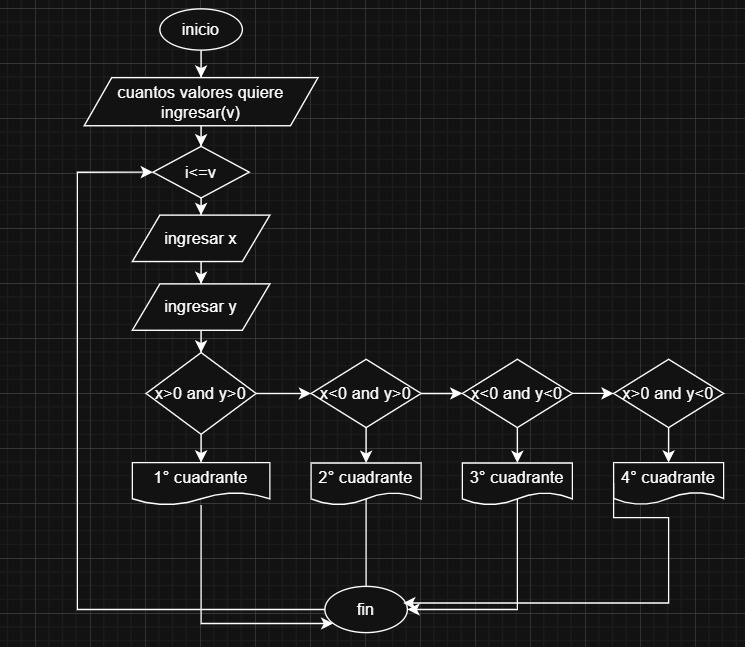 inicio
cuantos valores quiere
ingresar(v)
i<=v
ingresar x
ingresar y
x>0 and y>0
x<0 and y>0
x<0 and y<0
x>0 and y<0
1° cuadrante
2° cuadrante
3° cuadrante
4° cuadrante
fin